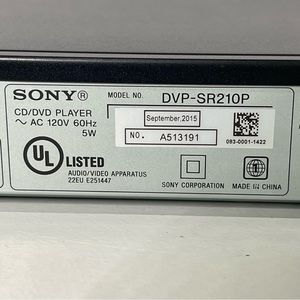 SONY®
MODEL NO. DVP-SR210P
CD/DVD PLAYER
~ AC 120V 60Hz
5W
September,2015
NO. A513191
083-0001-1422
UL® LISTED
AUDIO/VIDEO APPARATUS
22EU E251447
SONY CORPORATION
MADE IN CHINA